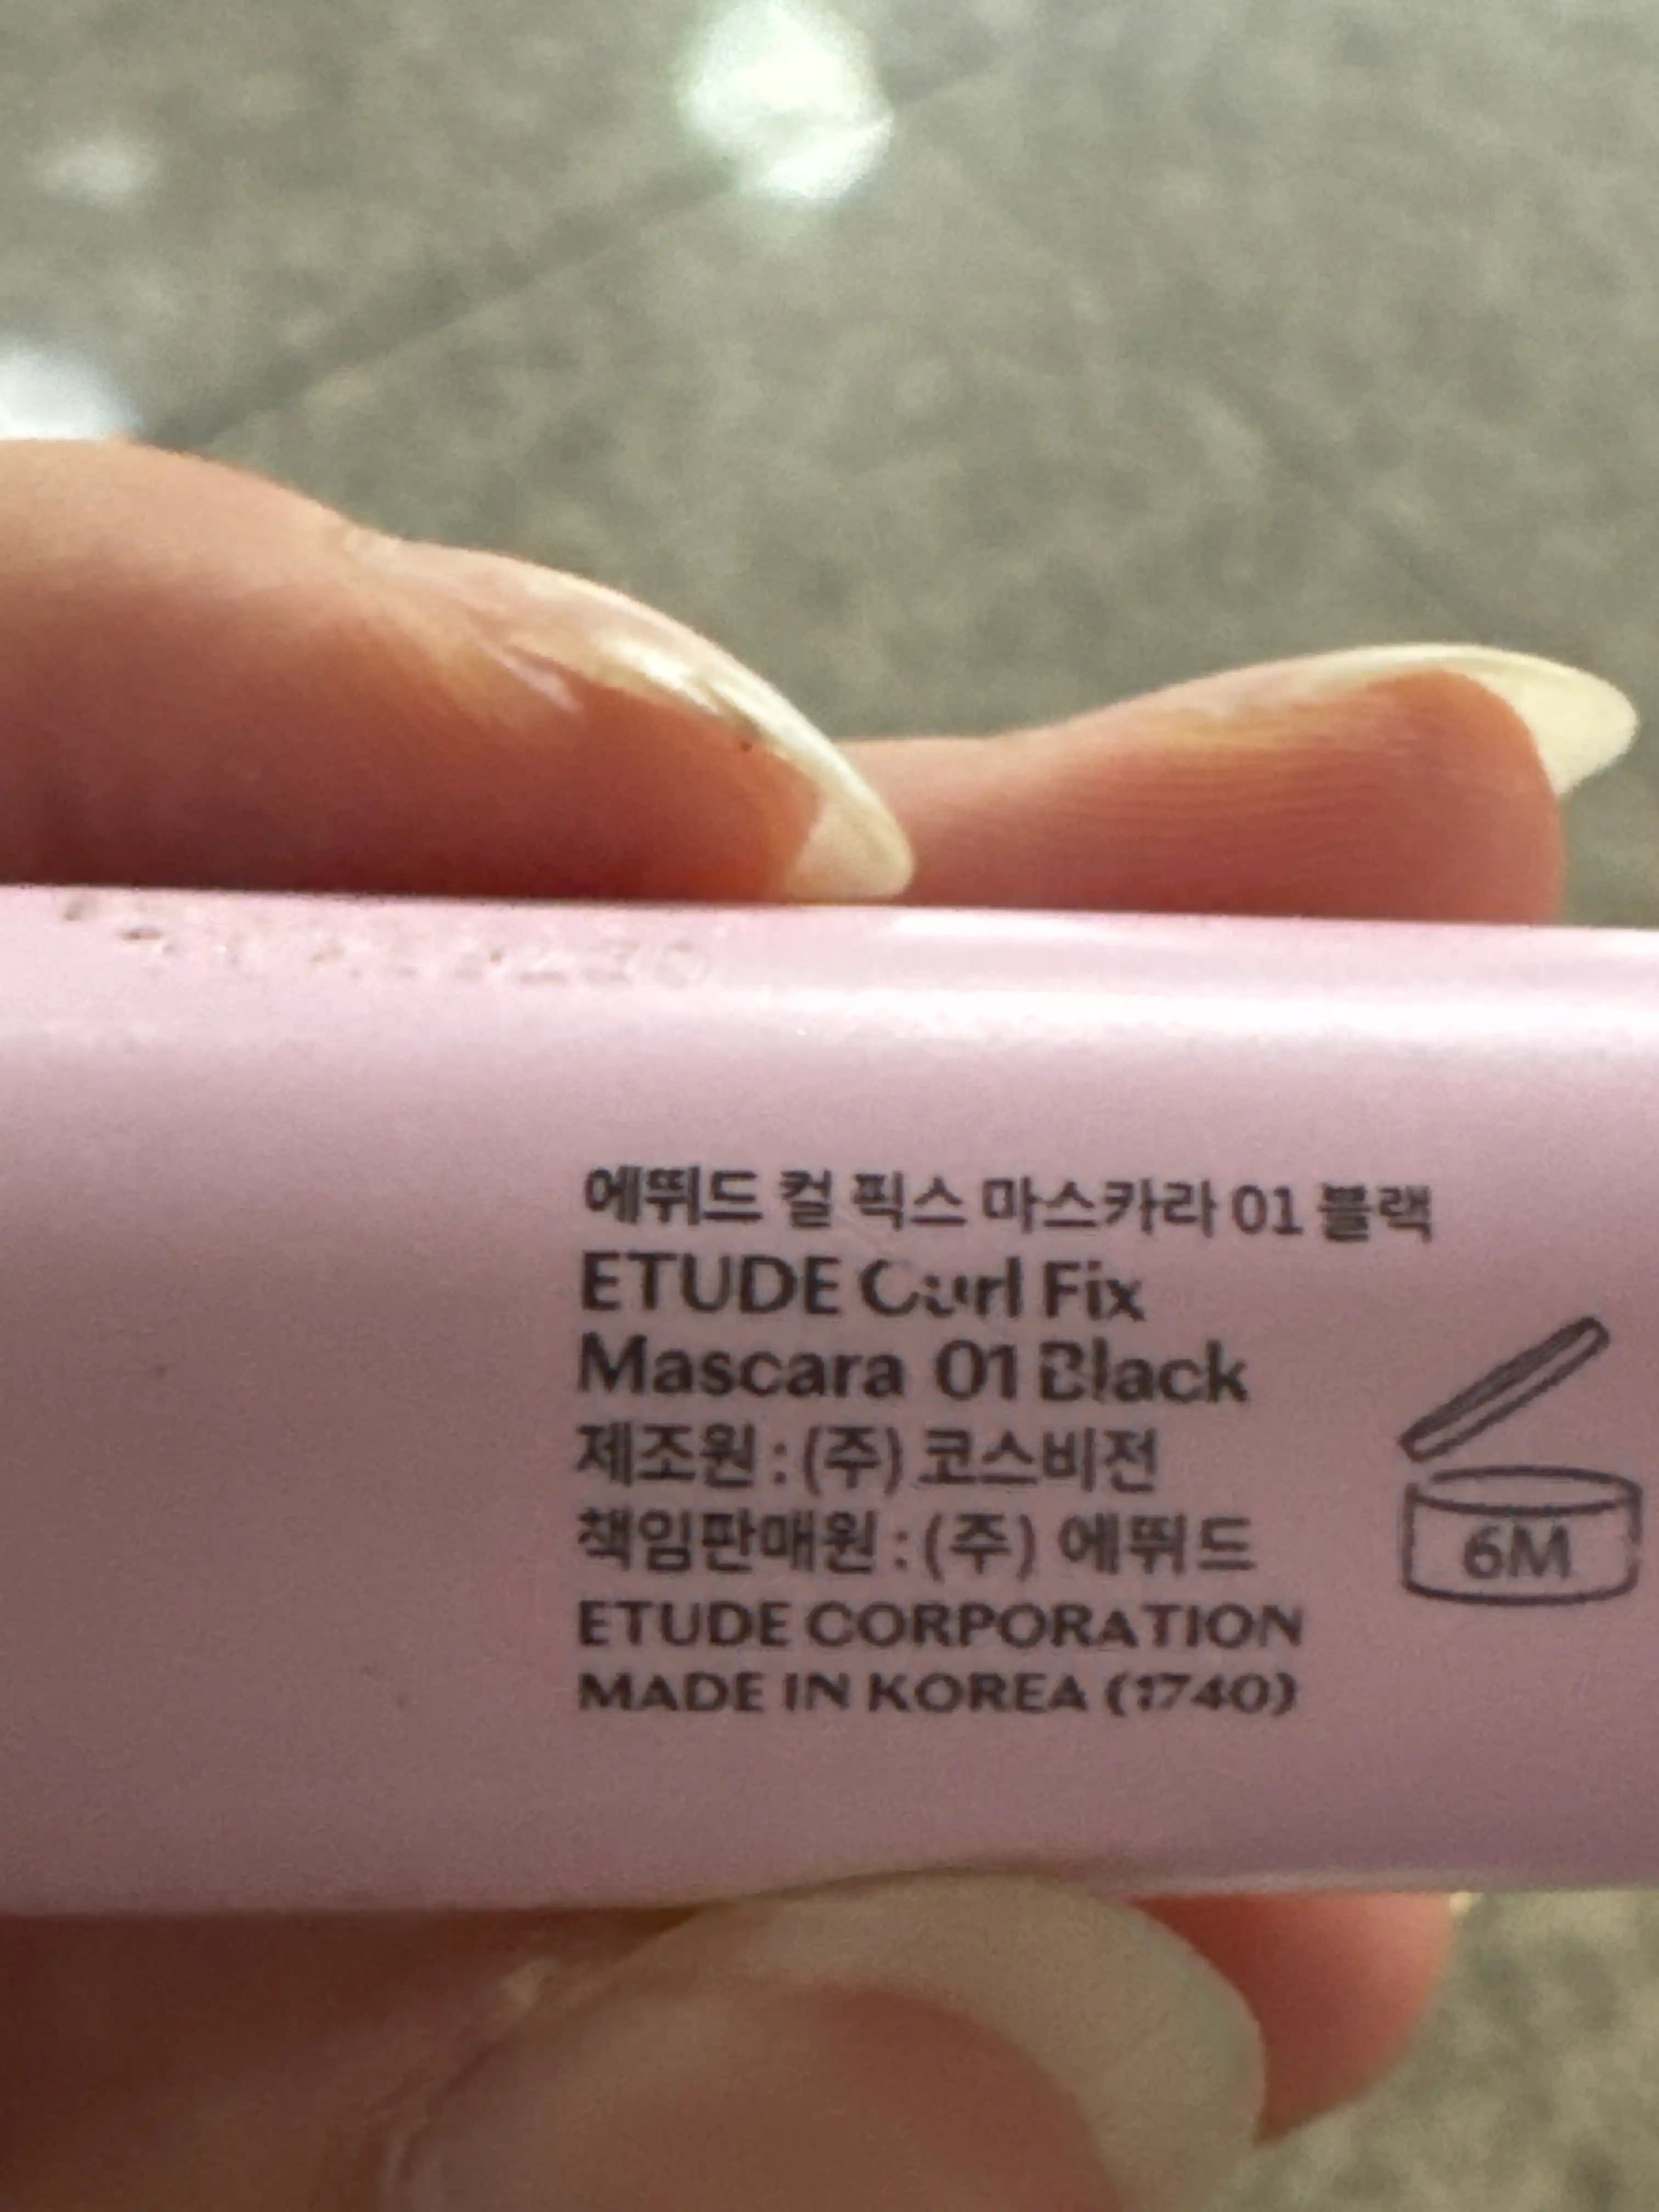 에뛰드 컬 픽스 마스카라 01 블랙
ETUDE Curl Fix
Mascara 01 Black
제조원 : (주) 코스비전
책임판매원 : (주) 에뛰드
ETUDE CORPORATION
MADE IN KOREA (1740)
6M